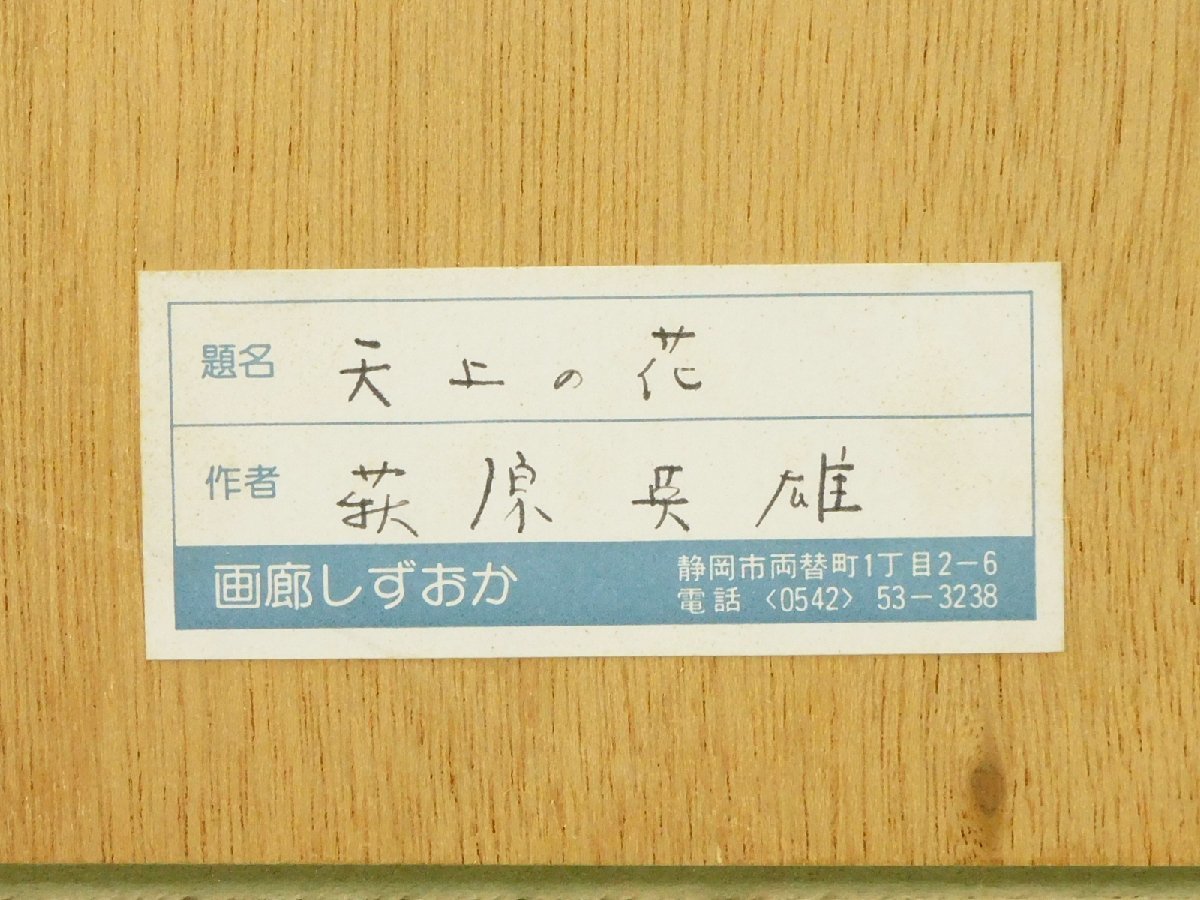 題名 天上の花
作者 萩原英雄
画廊しずおか
静岡市両替町1丁目2-6
電話 <0542> 53-3238